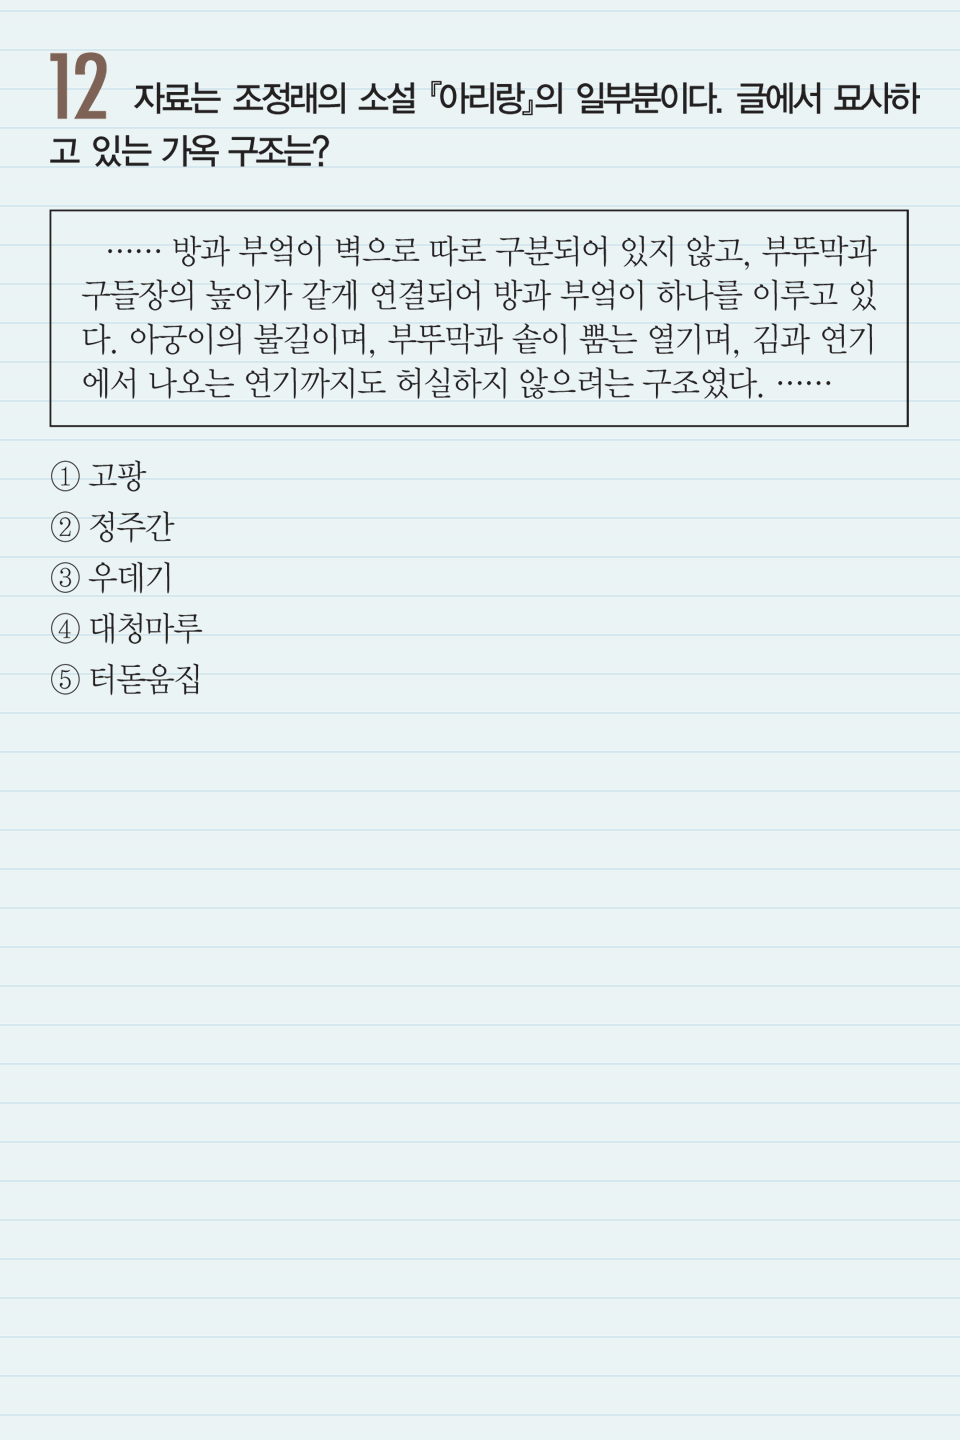 12 자료는 조정래의 소설 『아리랑』의 일부분이다. 글에서 묘사하
고 있는 가옥 구조는?
…… 방과 부엌이 벽으로 따로 구분되어 있지 않고, 부뚜막과
구들장의 높이가 같게 연결되어 방과 부엌이 하나를 이루고 있
다. 아궁이의 불길이며, 부뚜막과 솥이 뿜는 열기며, 김과 연기
에서 나오는 연기까지도 허실하지 않으려는 구조였다. ……
① 고팡
② 정주간
③ 우데기
④ 대청마루
⑤ 터돋움집